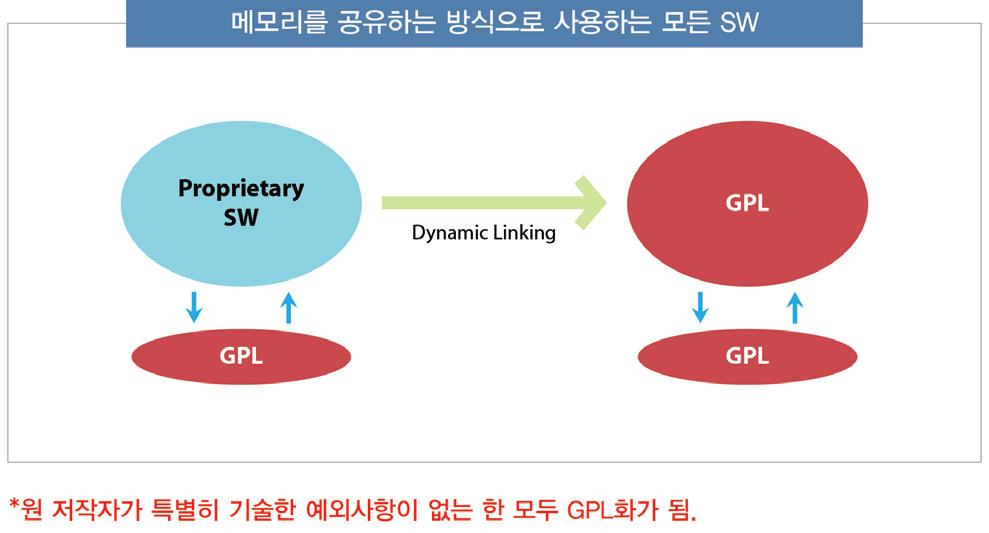 메모리를 공유하는 방식으로 사용하는 모든 SW
Proprietary
SW
Dynamic Linking
GPL
GPL
GPL
*원 저작자가 특별히 기술한 예외사항이 없는 한 모두 GPL화가 됨.